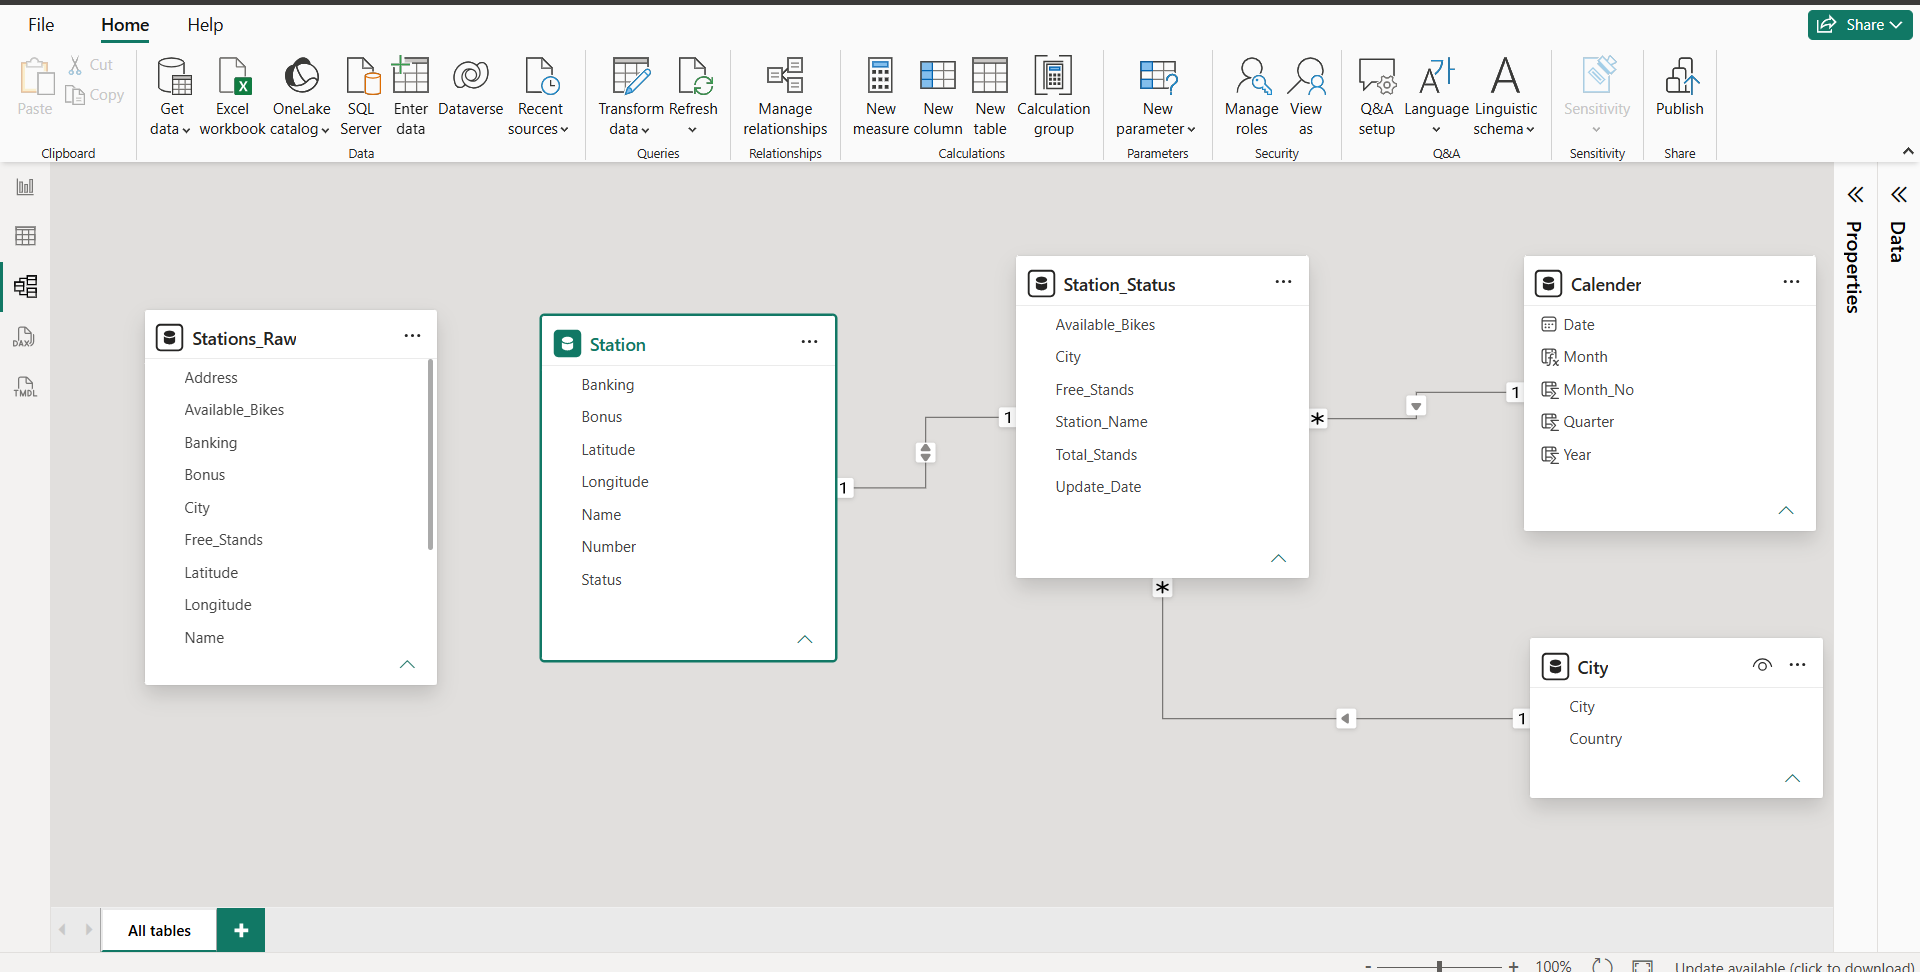 File Home Help Share
Paste Cut Copy
Get data Excel workbook OneLake catalog SQL Server Enter data Dataverse Recent sources
Transform data Refresh
Manage relationships
New measure New column New table Calculation group
New parameter
Manage roles View as
Q&A setup Language Linguistic schema
Sensitivity
Publish
Clipboard Data Queries Relationships Calculations Parameters Security Q&A Sensitivity Share
DAX
TMDL
Stations_Raw
Address
Available_Bikes
Banking
Bonus
City
Free_Stands
Latitude
Longitude
Name
Station
Banking
Bonus
Latitude
Longitude
Name
Number
Status
1
1
Station_Status
Available_Bikes
City
Free_Stands
Station_Name
Total_Stands
Update_Date
*
1
*
1
Calender
Date
Month
Month_No
Quarter
Year
City
City
Country
Properties
Data
All tables +
- + 100% Update available (click to download)